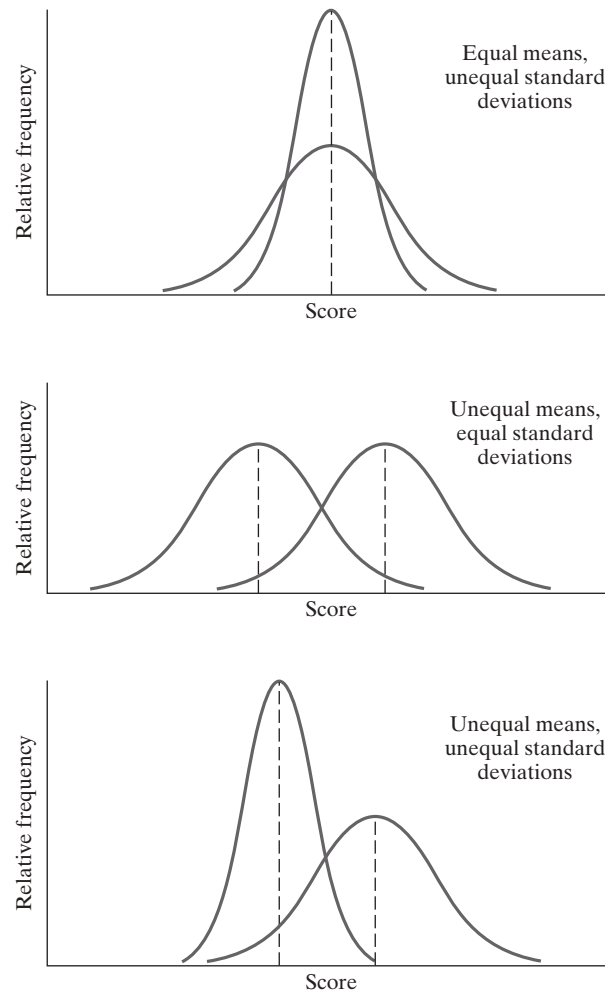 Equal means,
unequal standard
deviations
Relative frequency
Score
Unequal means,
equal standard
deviations
Relative frequency
Score
Unequal means,
unequal standard
deviations
Relative frequency
Score